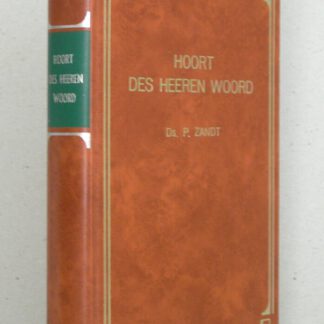 HOORT
DES HEEREN
WOORD
HOORT
DES HEEREN WOORD
Ds. P. ZANDT